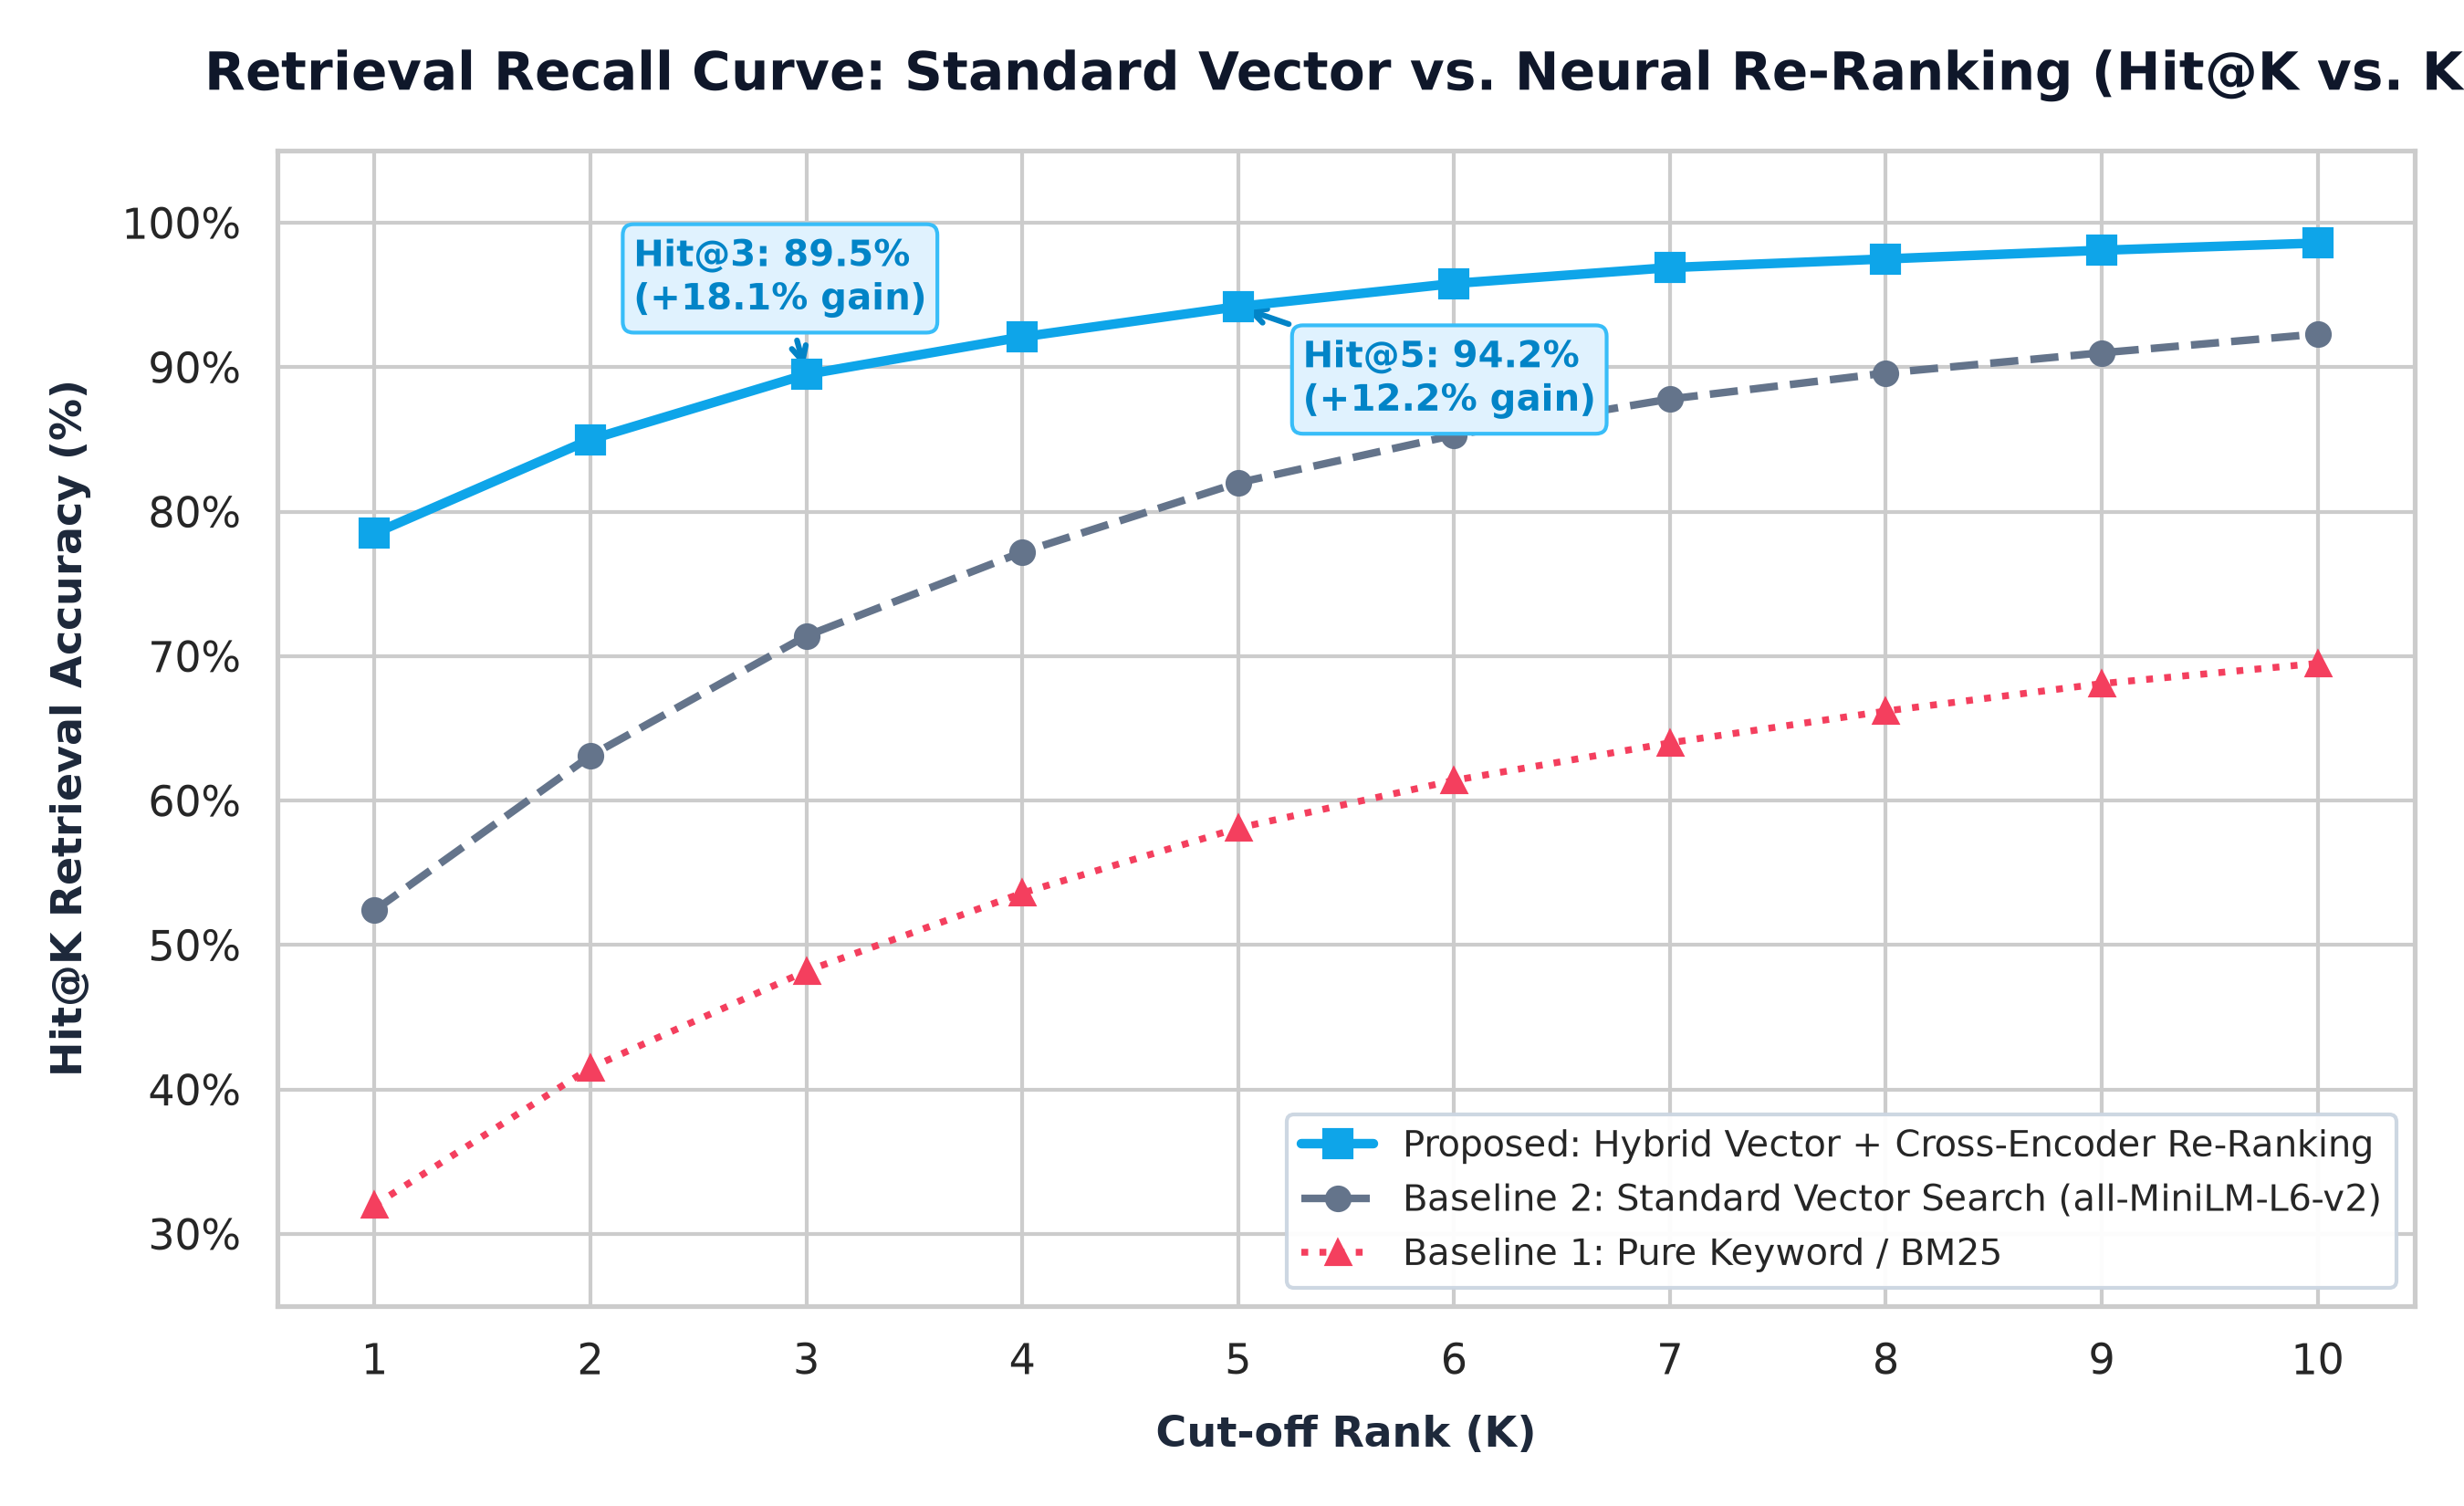 Retrieval Recall Curve: Standard Vector vs. Neural Re-Ranking (Hit@K vs. K
Hit@K Retrieval Accuracy (%)
100%
90%
80%
70%
60%
50%
40%
30%
Hit@3: 89.5%
(+18.1% gain)
Hit@5: 94.2%
(+12.2% gain)
Proposed: Hybrid Vector + Cross-Encoder Re-Ranking
Baseline 2: Standard Vector Search (all-MiniLM-L6-v2)
Baseline 1: Pure Keyword / BM25
1 2 3 4 5 6 7 8 9 10
Cut-off Rank (K)